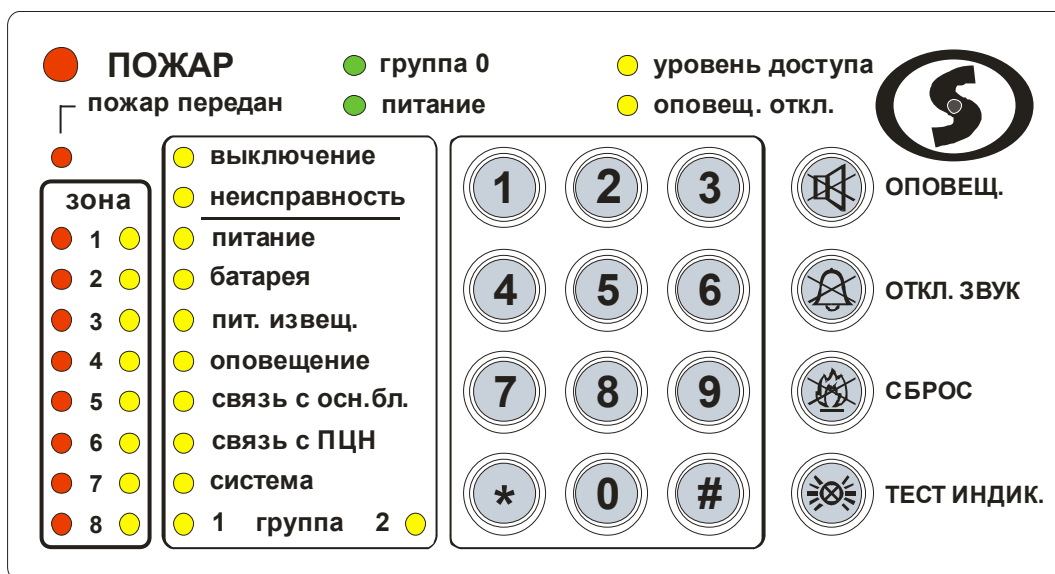 ПОЖАР
группа 0
уровень доступа
пожар передан
питание
оповещ. откл.
S
зона
1
2
3
4
5
6
7
8
выключение
неисправность
питание
батарея
пит. извещ.
оповещение
связь с осн.бл.
связь с ПЦН
система
1 группа 2
1 2 3
4 5 6
7 8 9
* 0 #
ОПОВЕЩ.
ОТКЛ. ЗВУК
СБРОС
ТЕСТ ИНДИК.